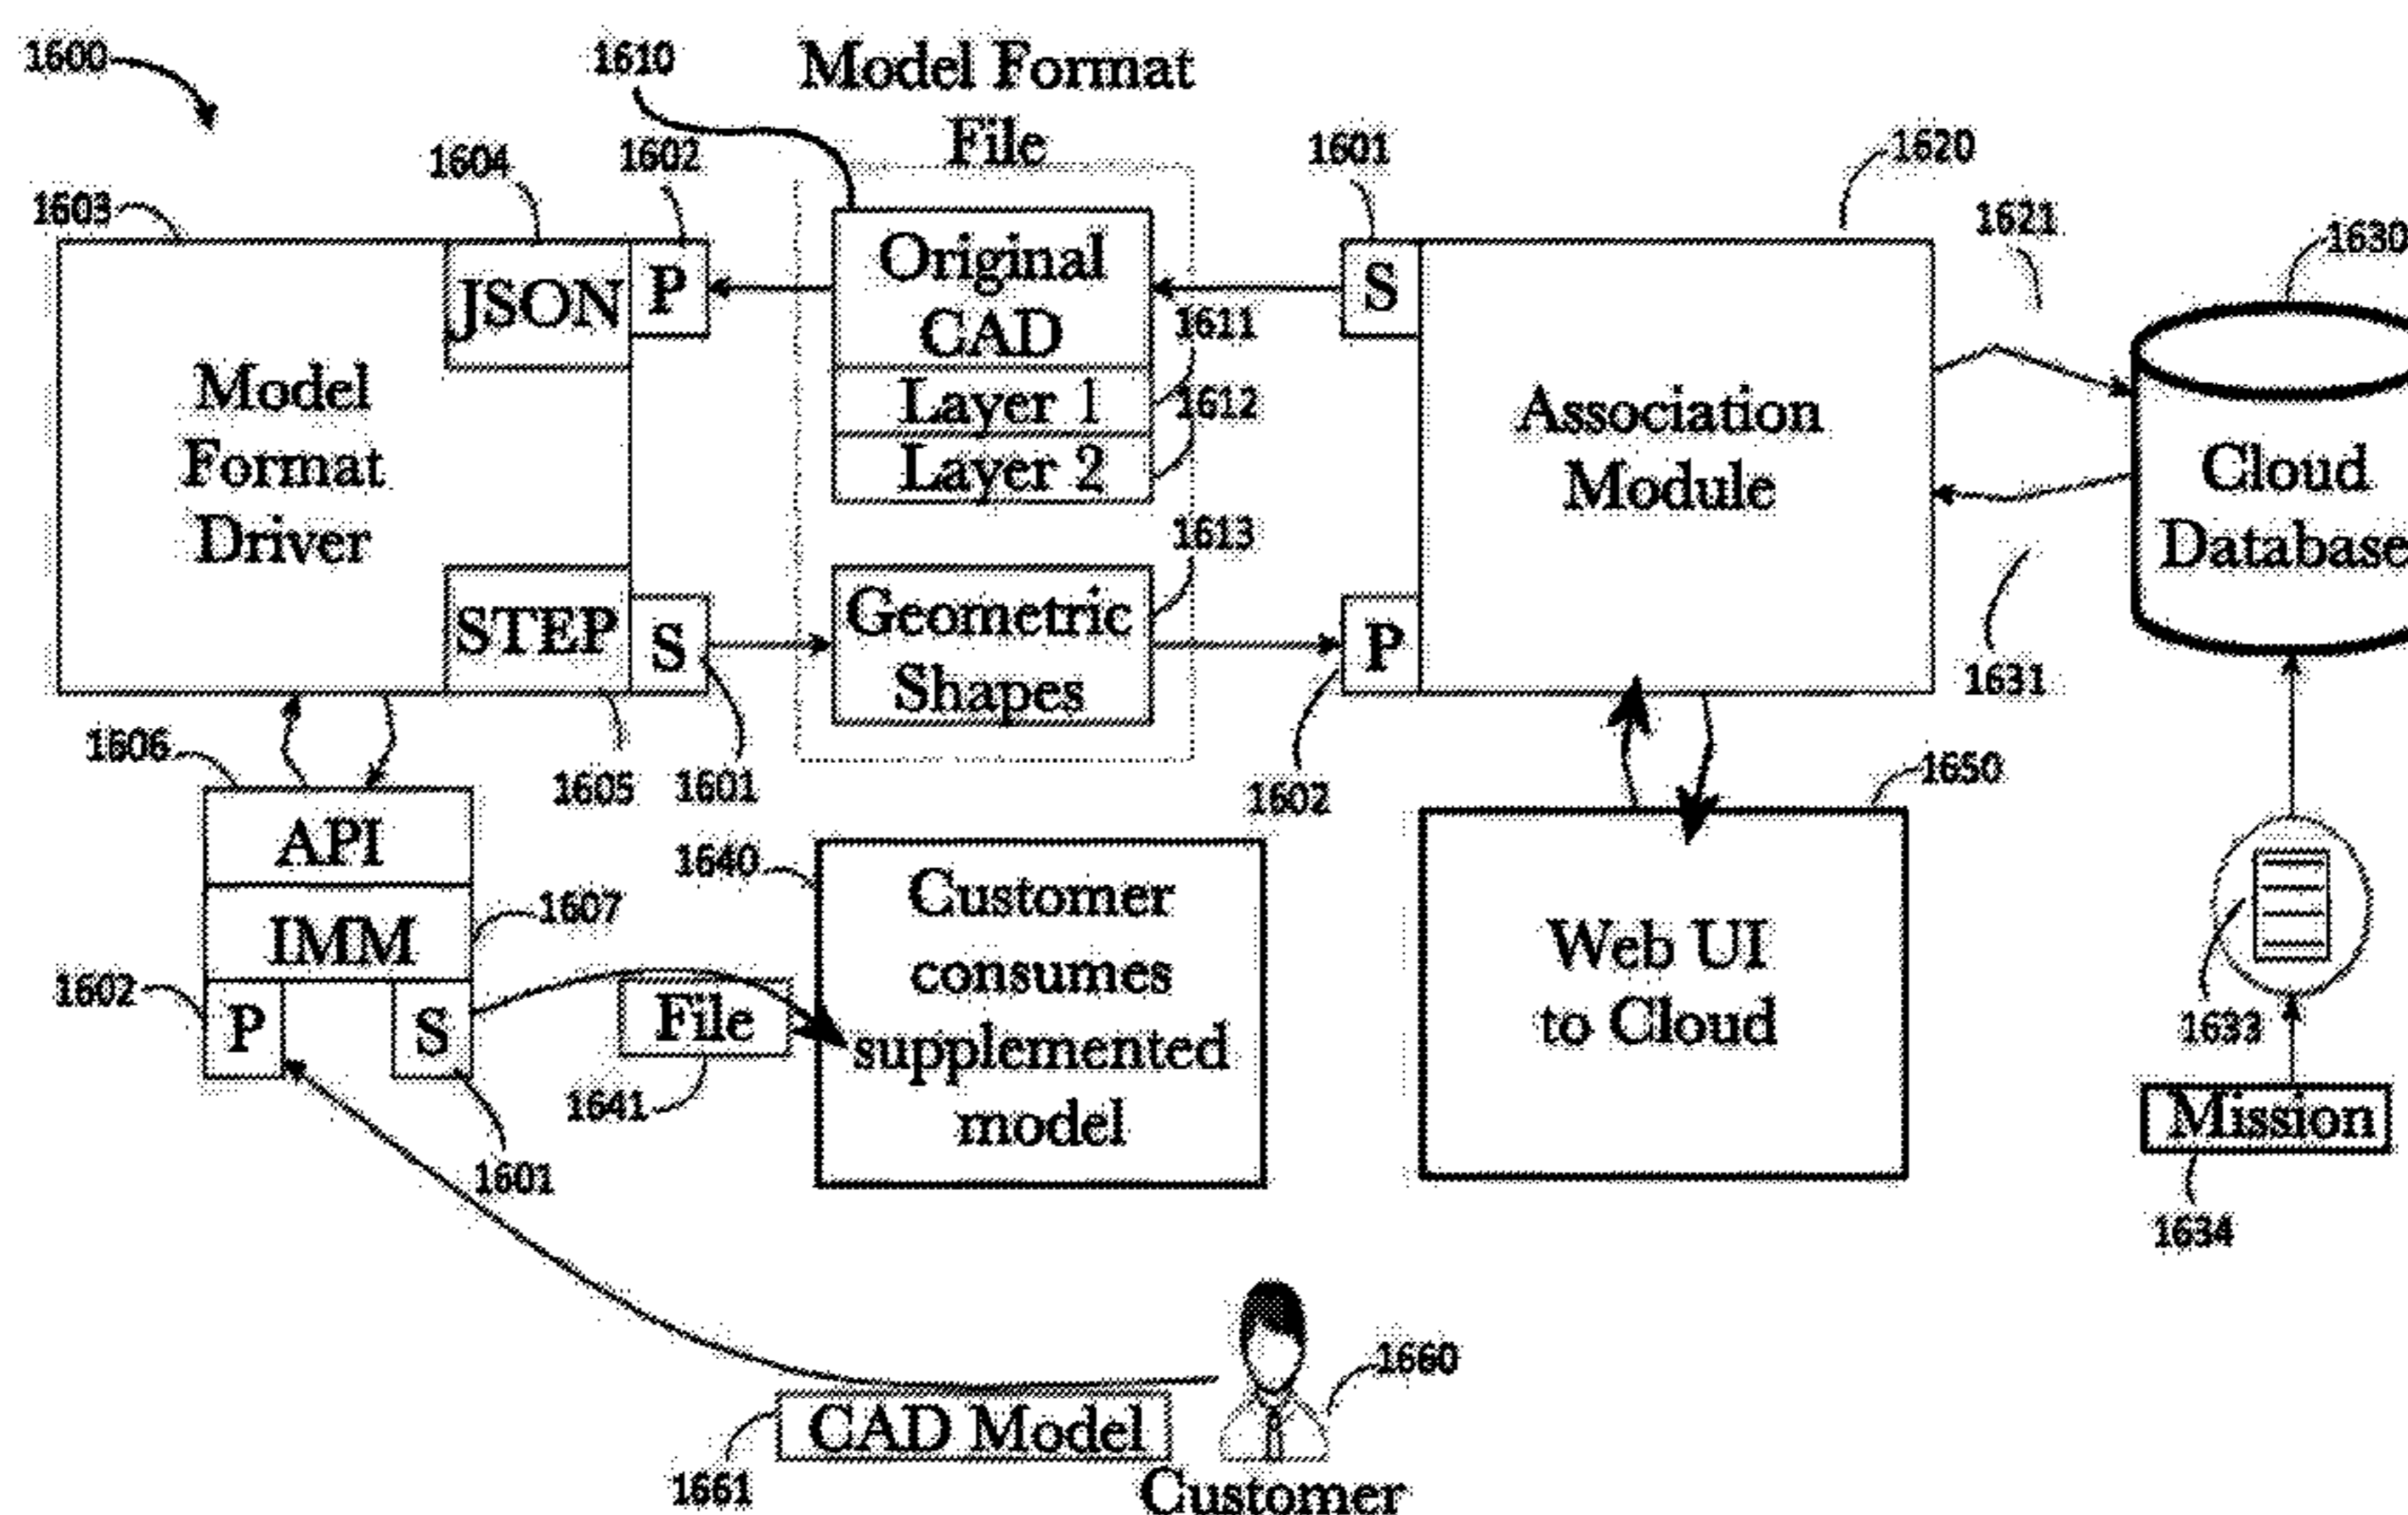 1600
1610
Model Format
File
1604
1602
1603
1601
1620
1621
1630
JSON
P
Original
CAD
S
1611
Model
Format
Driver
Layer 1
1612
Layer 2
Association
Module
Cloud
Database
1613
STEP
S
Geometric
Shapes
P
1631
1606
1605
1601
1602
1650
API
1640
Customer
consumes
supplemented
model
IMM
1607
Web UI
to Cloud
1602
P
S
File
1633
1641
Mission
1601
1634
1660
CAD Model
1661
Customer